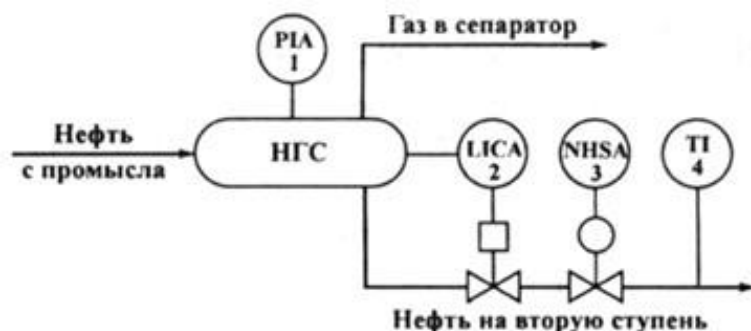 Газ в сепаратор
PIA
1
Нефть
с промысла
НГС
LICA
2
NHSA
3
TI
4
Нефть на вторую ступень